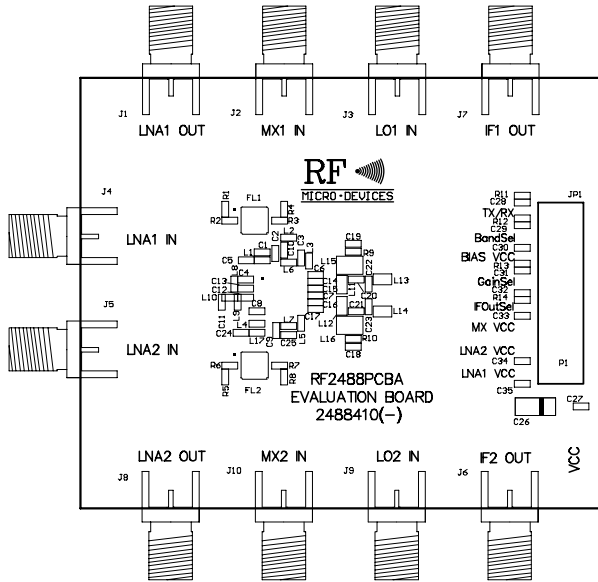 J1
J2
J3
J7
LNA1 OUT
MX1 IN
LO1 IN
IF1 OUT
RF
MICRO·DEVICES
J4
LNA1 IN
J5
LNA2 IN
R1
FL1
R4
R2
R3
L2
C1
C2
C10
C3
L3
L1
C5
L6
C6
L8
C4
C13
C14
C12
L10
C15
C7
C16
C11
L9
C8
C17
L4
L7
C24
C9
C25
L5
R6
R7
R5
FL2
R8
C19
R9
L15
C22
L13
L11
C20
C21
L14
L12
C23
L16
R10
C18
R11
C28
TX/RX
R12
C29
BandSel
C30
BIAS VCC
R13
C31
GainSel
C32
R14
IFOutSel
C33
MX VCC
LNA2 VCC
C34
LNA1 VCC
C35
JP1
P1
C26
C27
VCC
RF2488PCBA
EVALUATION BOARD
2488410(-)
LNA2 OUT
MX2 IN
LO2 IN
IF2 OUT
J8
J10
J9
J6